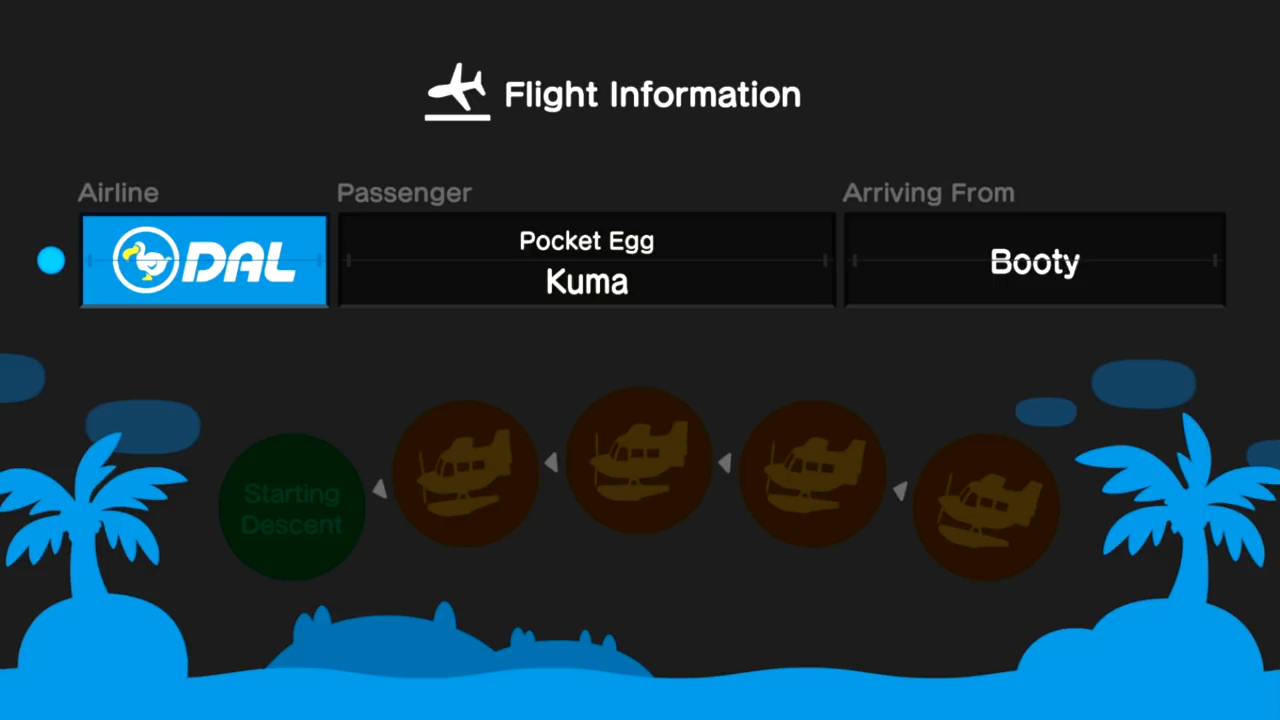 Flight Information
Airline
Passenger
Arriving From
DAL
Pocket Egg
Kuma
Booty
Starting
Descent